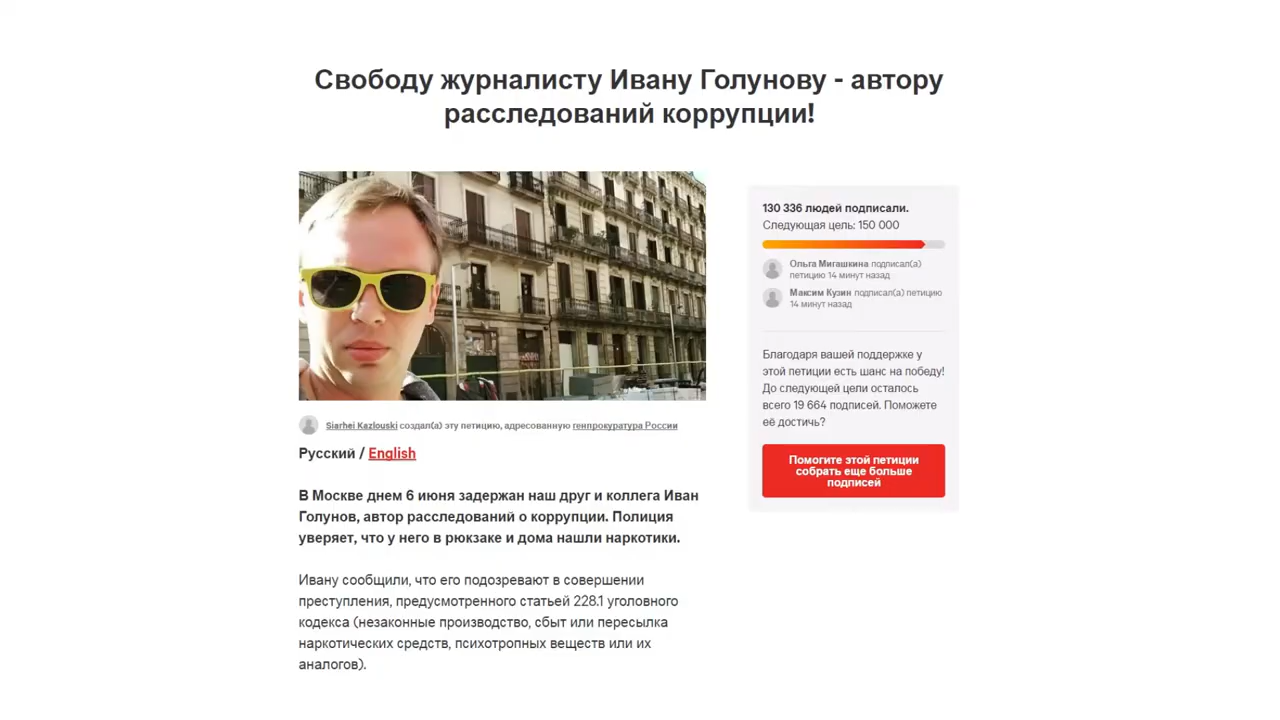 Свободу журналисту Ивану Голунову - автору
расследований коррупции!
130 336 людей подписали.
Следующая цель: 150 000
Ольга Мигашкина подписал(а)
петицию 14 минут назад
Максим Кузин подписал(а) петицию
14 минут назад
Благодаря вашей поддержке у
этой петиции есть шанс на победу!
До следующей цели осталось
всего 19 664 подписей. Поможете
её достичь?
Помогите этой петиции
собрать еще больше
подписей
Siarhei Kazlouski создал(а) эту петицию, адресованную генпрокуратура России
Русский / English
В Москве днем 6 июня задержан наш друг и коллега Иван
Голунов, автор расследований о коррупции. Полиция
уверяет, что у него в рюкзаке и дома нашли наркотики.
Ивану сообщили, что его подозревают в совершении
преступления, предусмотренного статьей 228.1 уголовного
кодекса (незаконные производство, сбыт или пересылка
наркотических средств, психотропных веществ или их
аналогов).